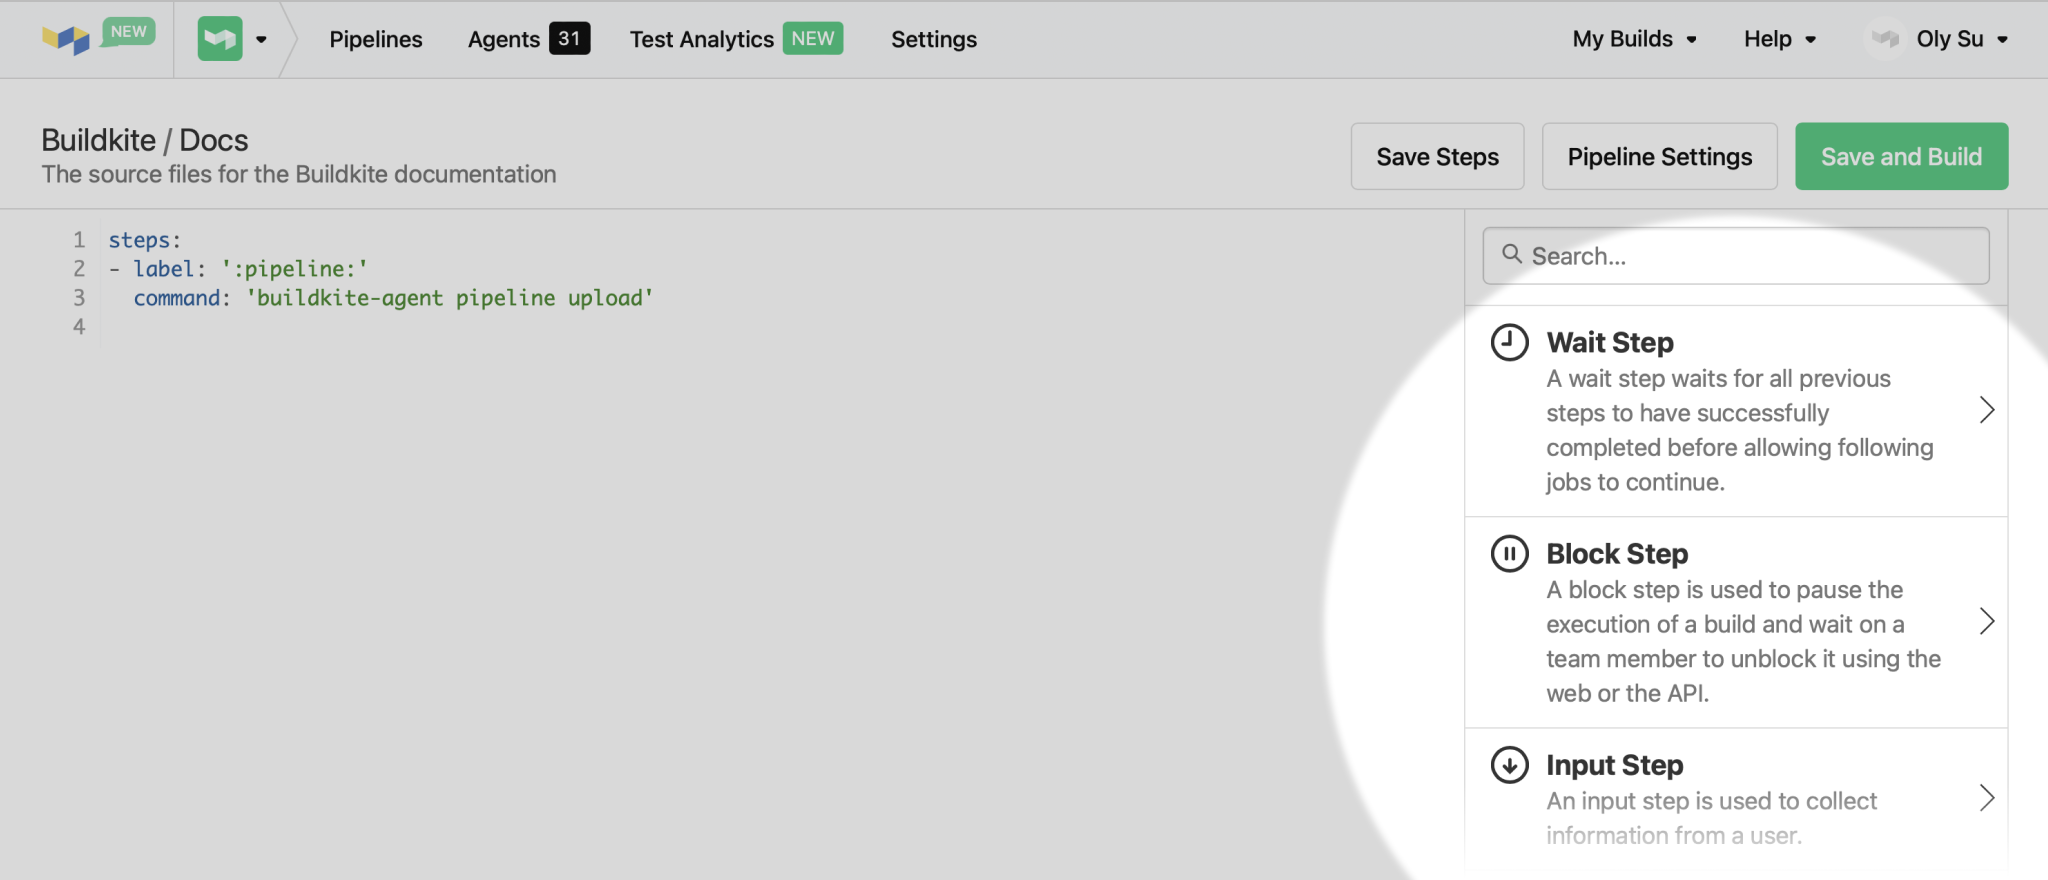 NEW
Pipelines Agents 31 Test Analytics NEW Settings My Builds Help Oly Su
Buildkite / Docs
The source files for the Buildkite documentation
Save Steps Pipeline Settings Save and Build
1 steps:
2 - label: ':pipeline:'
3 command: 'buildkite-agent pipeline upload'
4
Search...
Wait Step
A wait step waits for all previous
steps to have successfully
completed before allowing following
jobs to continue.
Block Step
A block step is used to pause the
execution of a build and wait on a
team member to unblock it using the
web or the API.
Input Step
An input step is used to collect
information from a user.